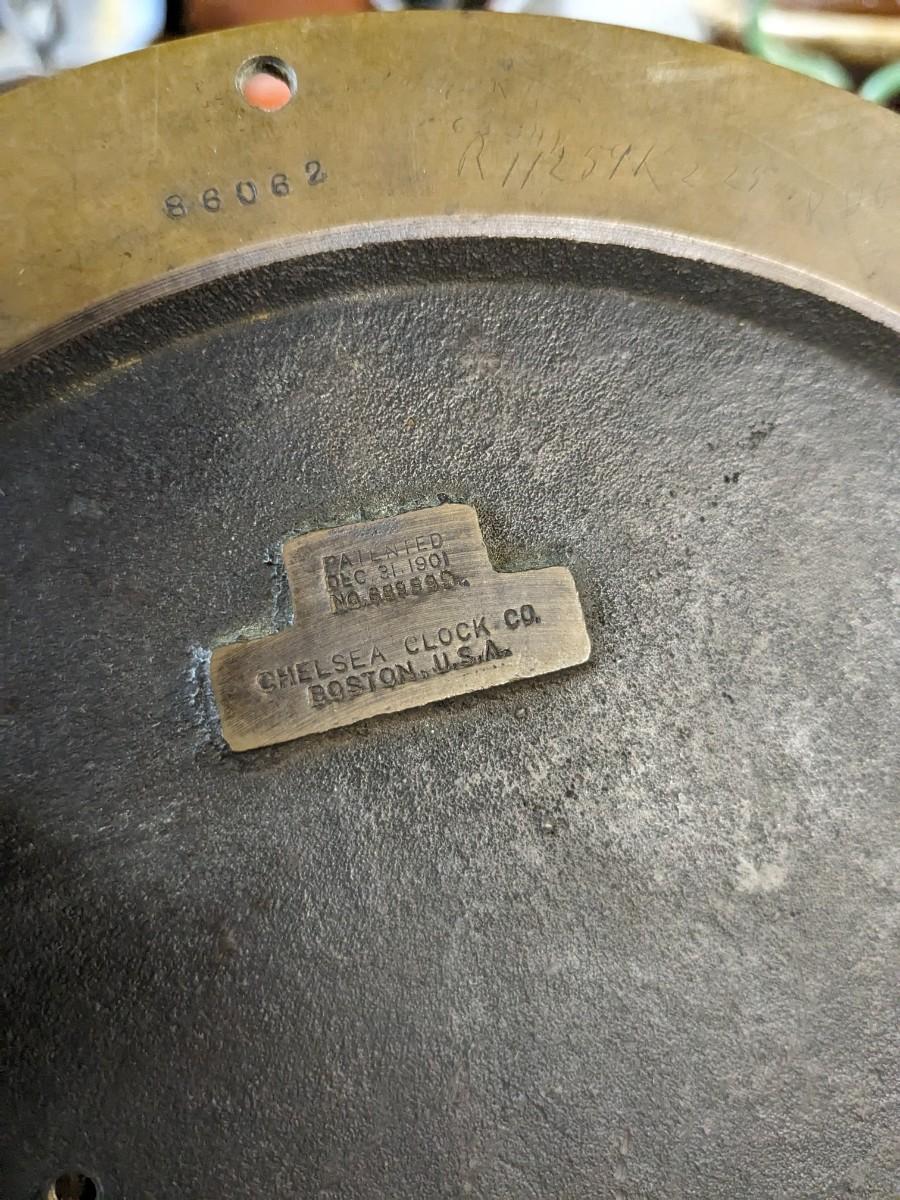 86062
PATENTED
DEC. 31. 1901
CHELSEA CLOCK CO.
BOSTON, U.S.A.